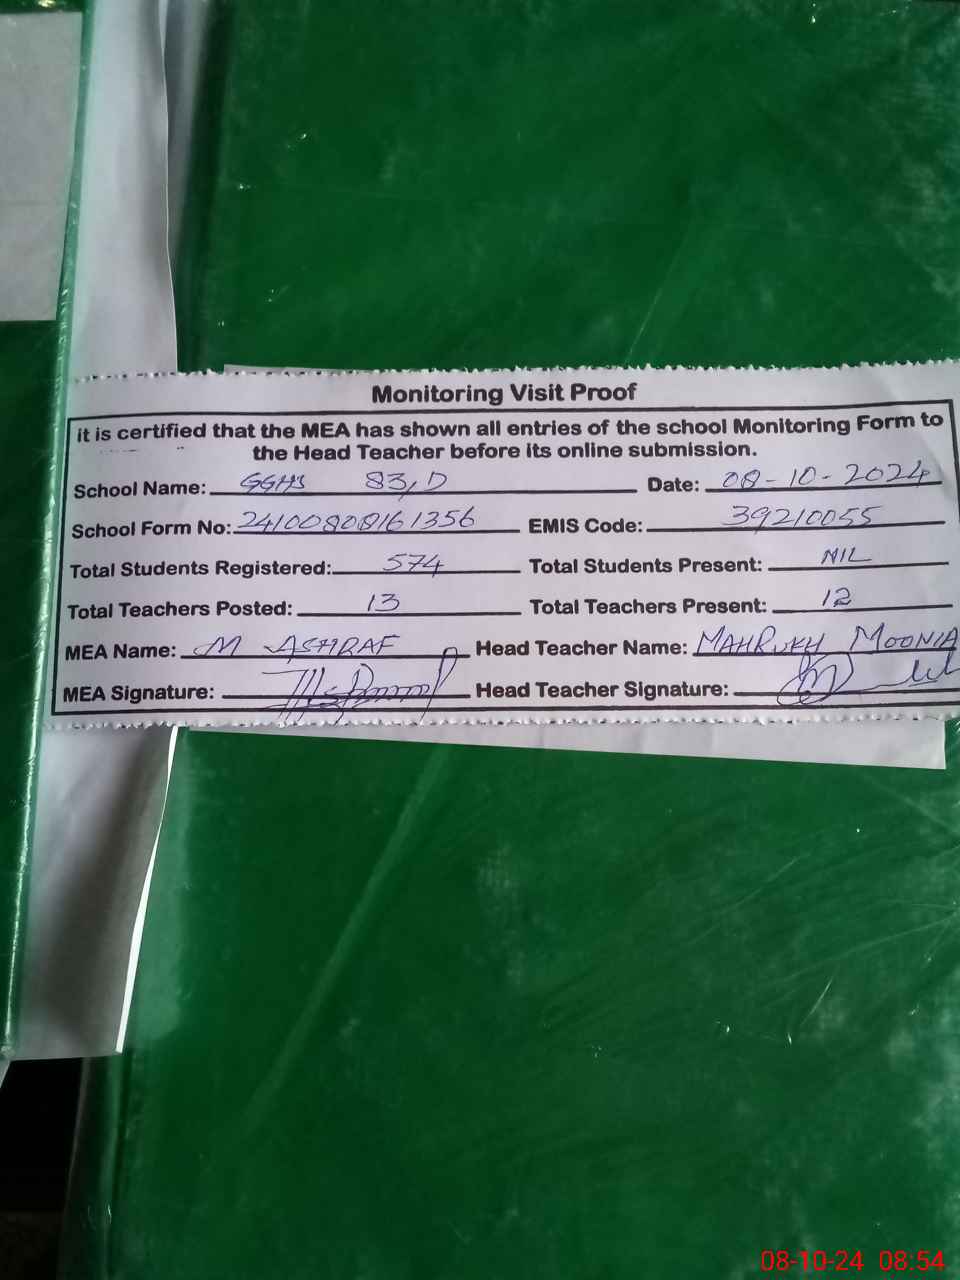 Monitoring Visit Proof
it is certified that the MEA has shown all entries of the school Monitoring Form to
the Head Teacher before its online submission.
School Name: GGHS 83,D Date: 08-10-2024
School Form No: 24100808161356 EMIS Code: 39210055
Total Students Registered: 574 Total Students Present: NIL
Total Teachers Posted: 13 Total Teachers Present: 12
MEA Name: M ASHRAF Head Teacher Name: MAHRUKH MOONIA
MEA Signature: Head Teacher Signature:
08-10-24 08:54